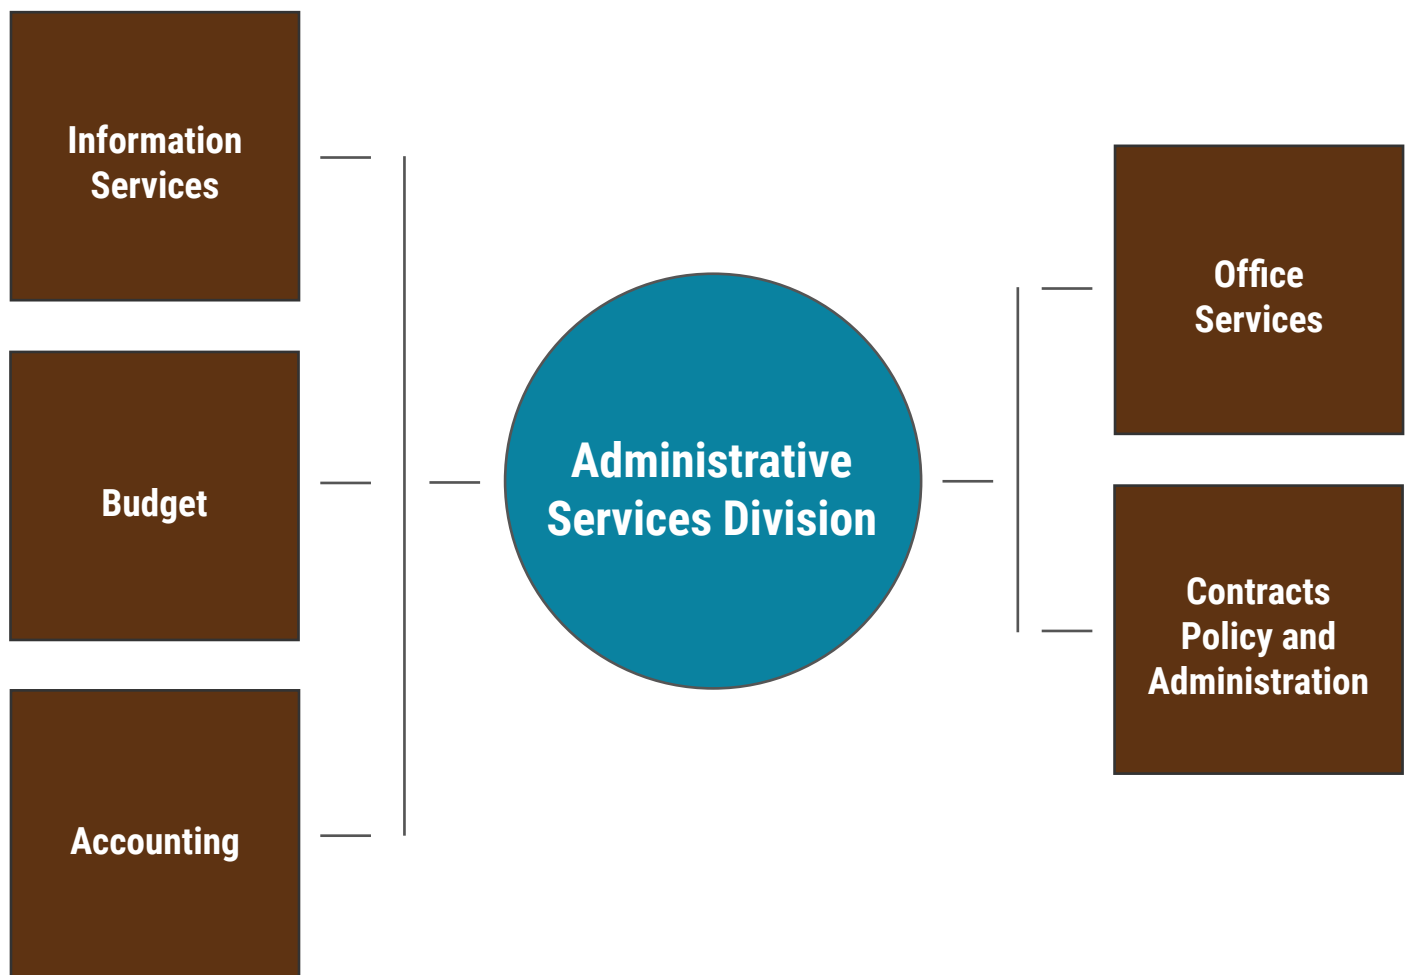 Information
Services
Budget
Accounting
Administrative
Services Division
Office
Services
Contracts
Policy and
Administration